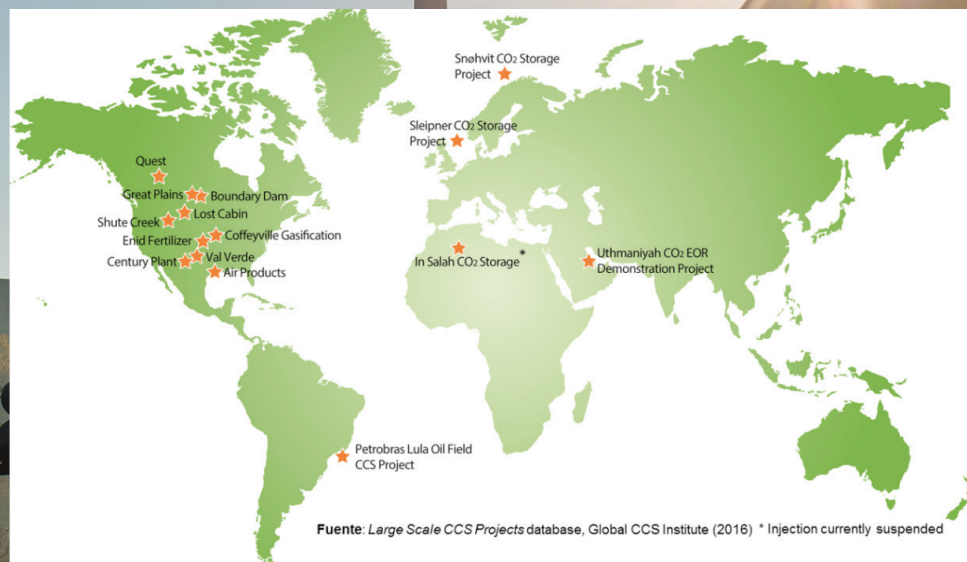 Snøhvit CO2 Storage
Project
Sleipner CO2 Storage
Project
Quest
Great Plains
Boundary Dam
Lost Cabin
Shute Creek
Enid Fertilizer
Coffeyville Gasification
Century Plant
Val Verde
Air Products
In Salah CO2 Storage*
Uthmaniyah CO2 EOR
Demonstration Project
Petrobras Lula Oil Field
CCS Project
Fuente: Large Scale CCS Projects database, Global CCS Institute (2016) * Injection currently suspended